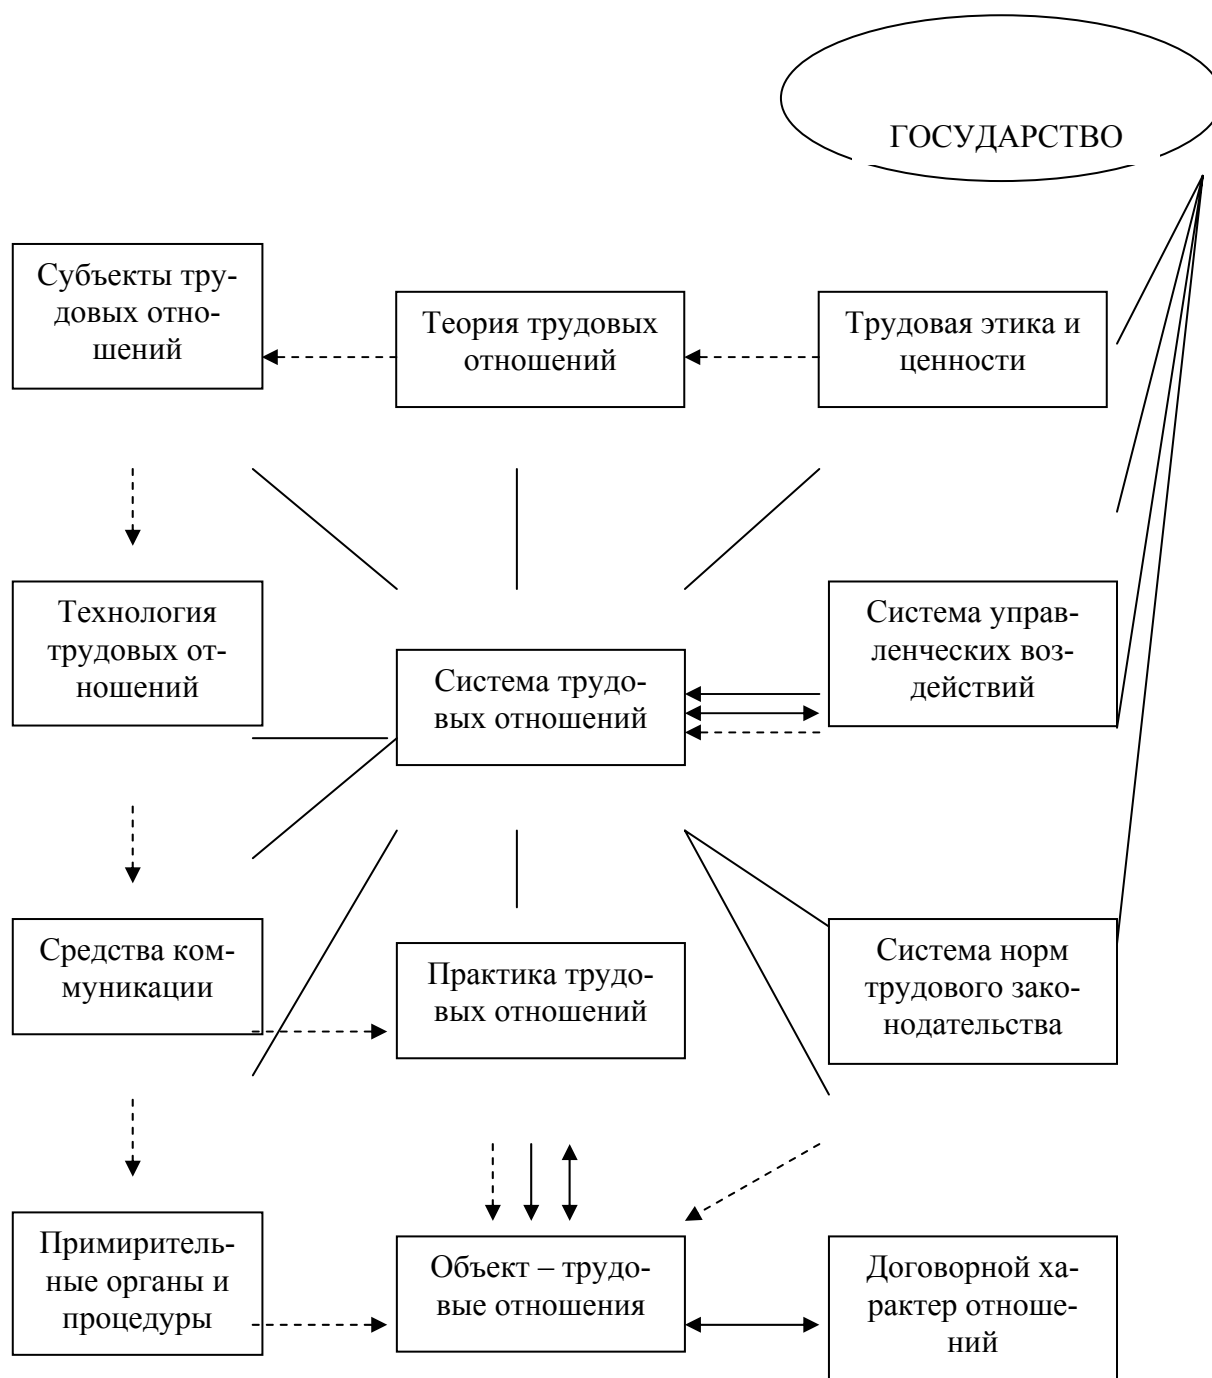 ГОСУДАРСТВО
Субъекты тру-
довых отно-
шений
Теория трудовых
отношений
Трудовая этика и
ценности
Технология
трудовых от-
ношений
Система трудо-
вых отношений
Система управ-
ленческих воз-
действий
Средства ком-
муникации
Практика трудо-
вых отношений
Система норм
трудового зако-
нодательства
Примиритель-
ные органы и
процедуры
Объект – трудо-
вые отношения
Договорной ха-
рактер отноше-
ний